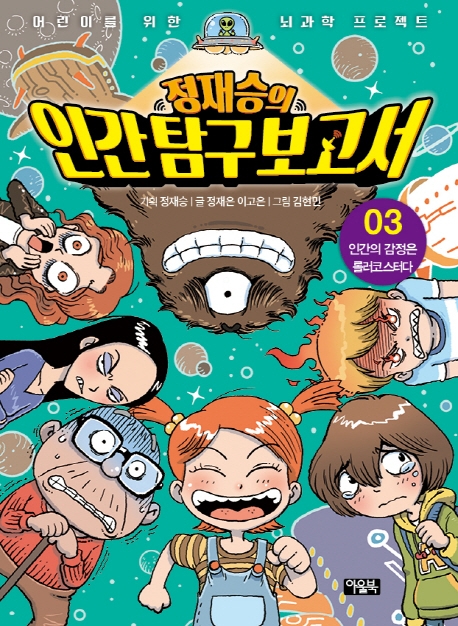 어린이를 위한 뇌과학 프로젝트
정재승의
인간탐구보고서
기획 정재승 | 글 정재은 이고은 | 그림 김현민
03
인간의 감정은
롤러코스터다
아울북